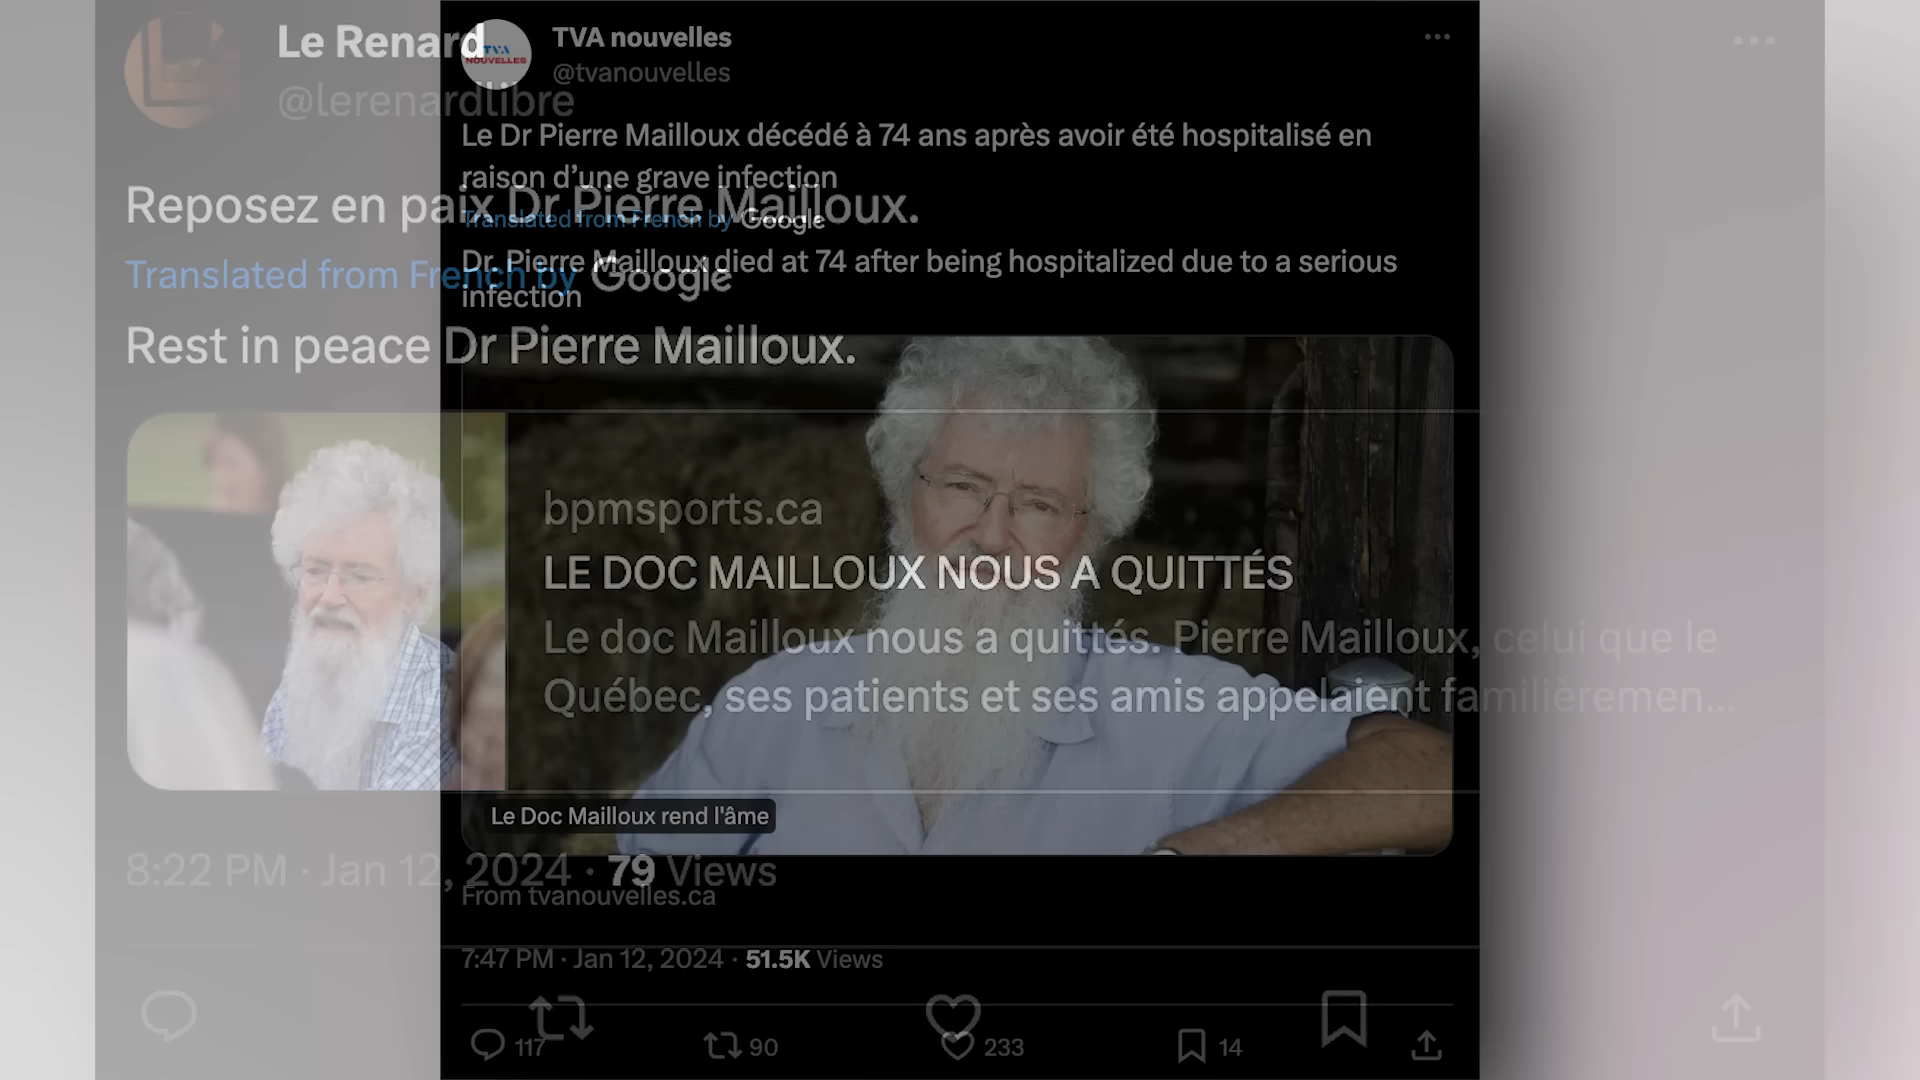 Le Renard
@lerenardlibre
Reposez en paix Dr Pierre Mailloux.
Translated from French by Google
Rest in peace Dr Pierre Mailloux.
bpmsports.ca
LE DOC MAILLOUX NOUS A QUITTÉS
Le doc Mailloux nous a quittés. Pierre Mailloux, celui que le
Québec, ses patients et ses amis appelaient familièremen...
8:22 PM · Jan 12, 2024 · 79 Views
TVA
NOUVELLES
TVA nouvelles
@tvanouvelles
Le Dr Pierre Mailloux décédé à 74 ans après avoir été hospitalisé en
raison d’une grave infection
Translated from French by Google
Dr. Pierre Mailloux died at 74 after being hospitalized due to a serious
infection
Le Doc Mailloux rend l'âme
From tvanouvelles.ca
7:47 PM · Jan 12, 2024 · 51.5K Views
117 90 233 14